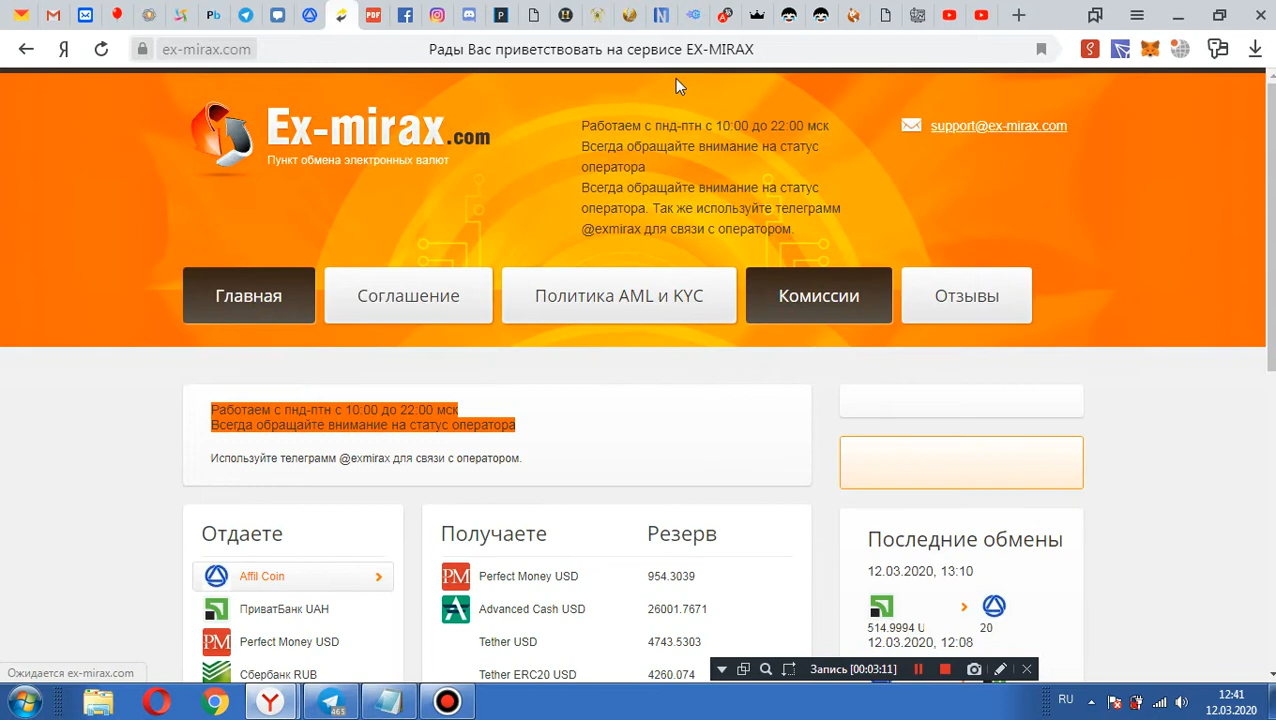 Pb
PDF
P
H
N
Я
ex-mirax.com
Рады Вас приветствовать на сервисе EX-MIRAX
S
Ex-mirax.com
Пункт обмена электронных валют
Работаем с пнд-птн с 10:00 до 22:00 мск
Всегда обращайте внимание на статус
оператора
Всегда обращайте внимание на статус
оператора. Так же используйте телеграмм
@exmirax для связи с оператором.
support@ex-mirax.com
Главная
Соглашение
Политика AML и KYC
Комиссии
Отзывы
Работаем с пнд-птн с 10:00 до 22:00 мск
Всегда обращайте внимание на статус оператора
Используйте телеграмм @exmirax для связи с оператором.
Отдаете
Affil Coin
ПриватБанк UAH
PM Perfect Money USD
Сбербанк RUB
Получаете Резерв
PM Perfect Money USD 954.3039
Advanced Cash USD 26001.7671
Tether USD 4743.5303
Tether ERC20 USD 4260.074
Последние обмены
12.03.2020, 13:10
514.9994 U 20
12.03.2020, 12:08
Ожидается ex-mirax.com
Запись [00:03:11]
Y
465
RU
12:41
12.03.2020